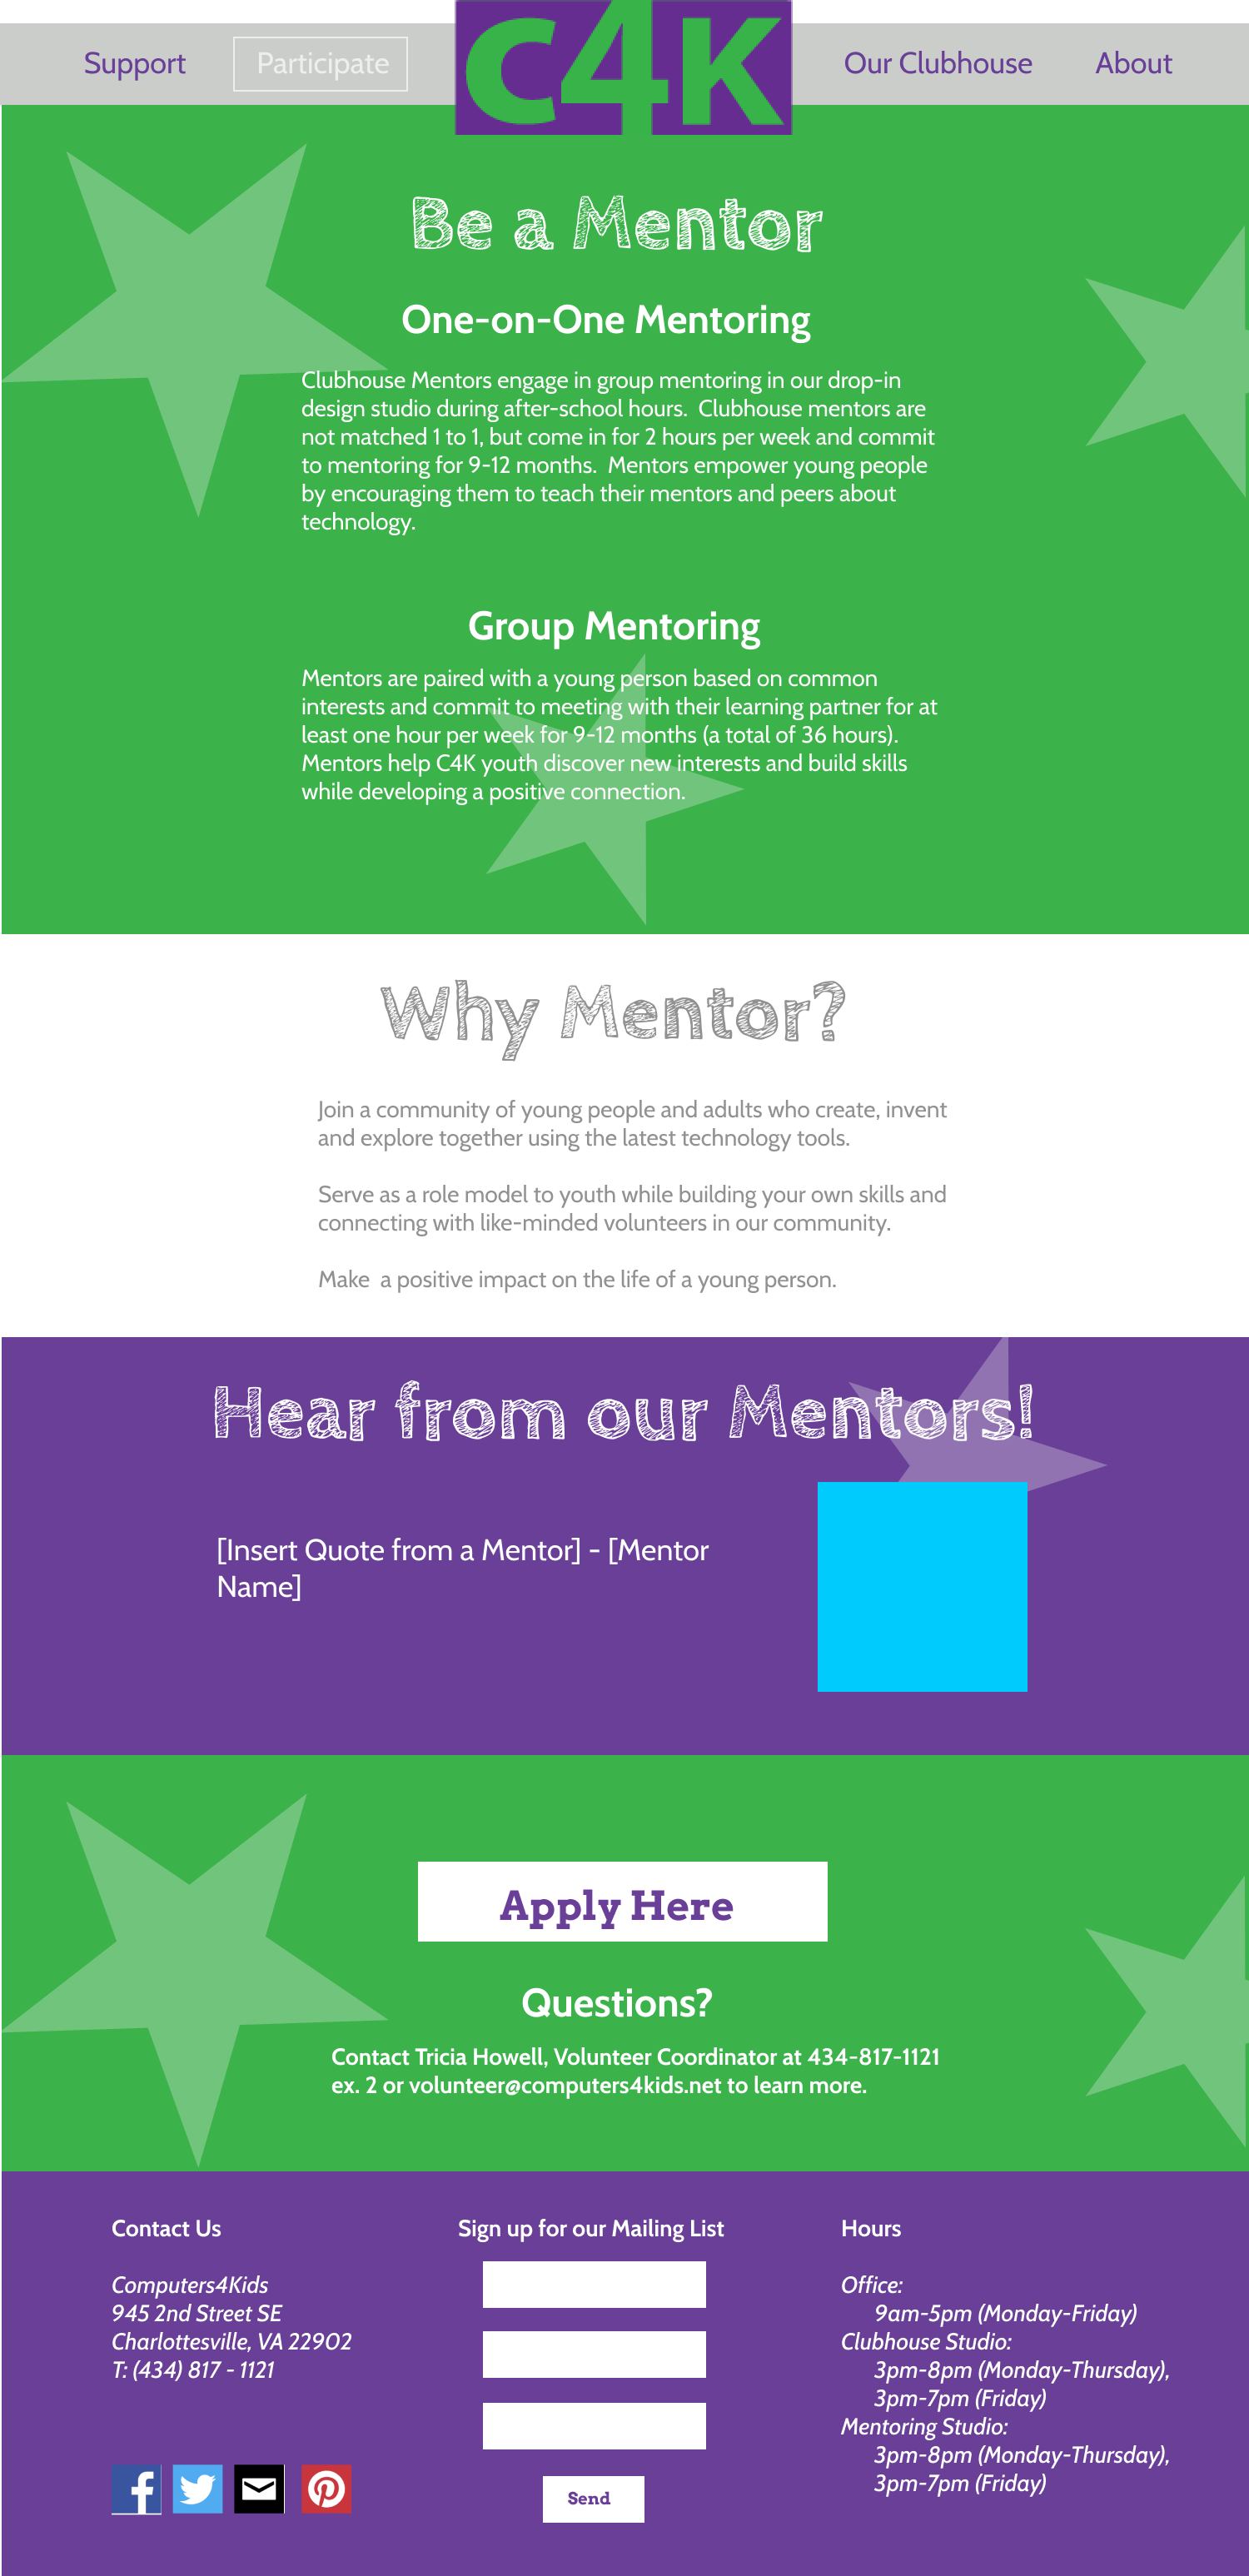 Support
Participate
C4K
Our Clubhouse
About
Be a Mentor
One-on-One Mentoring
Clubhouse Mentors engage in group mentoring in our drop-in
design studio during after-school hours.  Clubhouse mentors are
not matched 1 to 1, but come in for 2 hours per week and commit
to mentoring for 9-12 months.  Mentors empower young people
by encouraging them to teach their mentors and peers about
technology.
Group Mentoring
Mentors are paired with a young person based on common
interests and commit to meeting with their learning partner for at
least one hour per week for 9-12 months (a total of 36 hours).
Mentors help C4K youth discover new interests and build skills
while developing a positive connection.
Why Mentor?
Join a community of young people and adults who create, invent
and explore together using the latest technology tools.
Serve as a role model to youth while building your own skills and
connecting with like-minded volunteers in our community.
Make  a positive impact on the life of a young person.
Hear from our Mentors!
[Insert Quote from a Mentor] - [Mentor
Name]
Apply Here
Questions?
Contact Tricia Howell, Volunteer Coordinator at 434-817-1121
ex. 2 or volunteer@computers4kids.net to learn more.
Contact Us
Computers4Kids
945 2nd Street SE
Charlottesville, VA 22902
T: (434) 817 - 1121
Sign up for our Mailing List
Send
Hours
Office:
9am-5pm (Monday-Friday)
Clubhouse Studio:
3pm-8pm (Monday-Thursday),
3pm-7pm (Friday)
Mentoring Studio:
3pm-8pm (Monday-Thursday),
3pm-7pm (Friday)